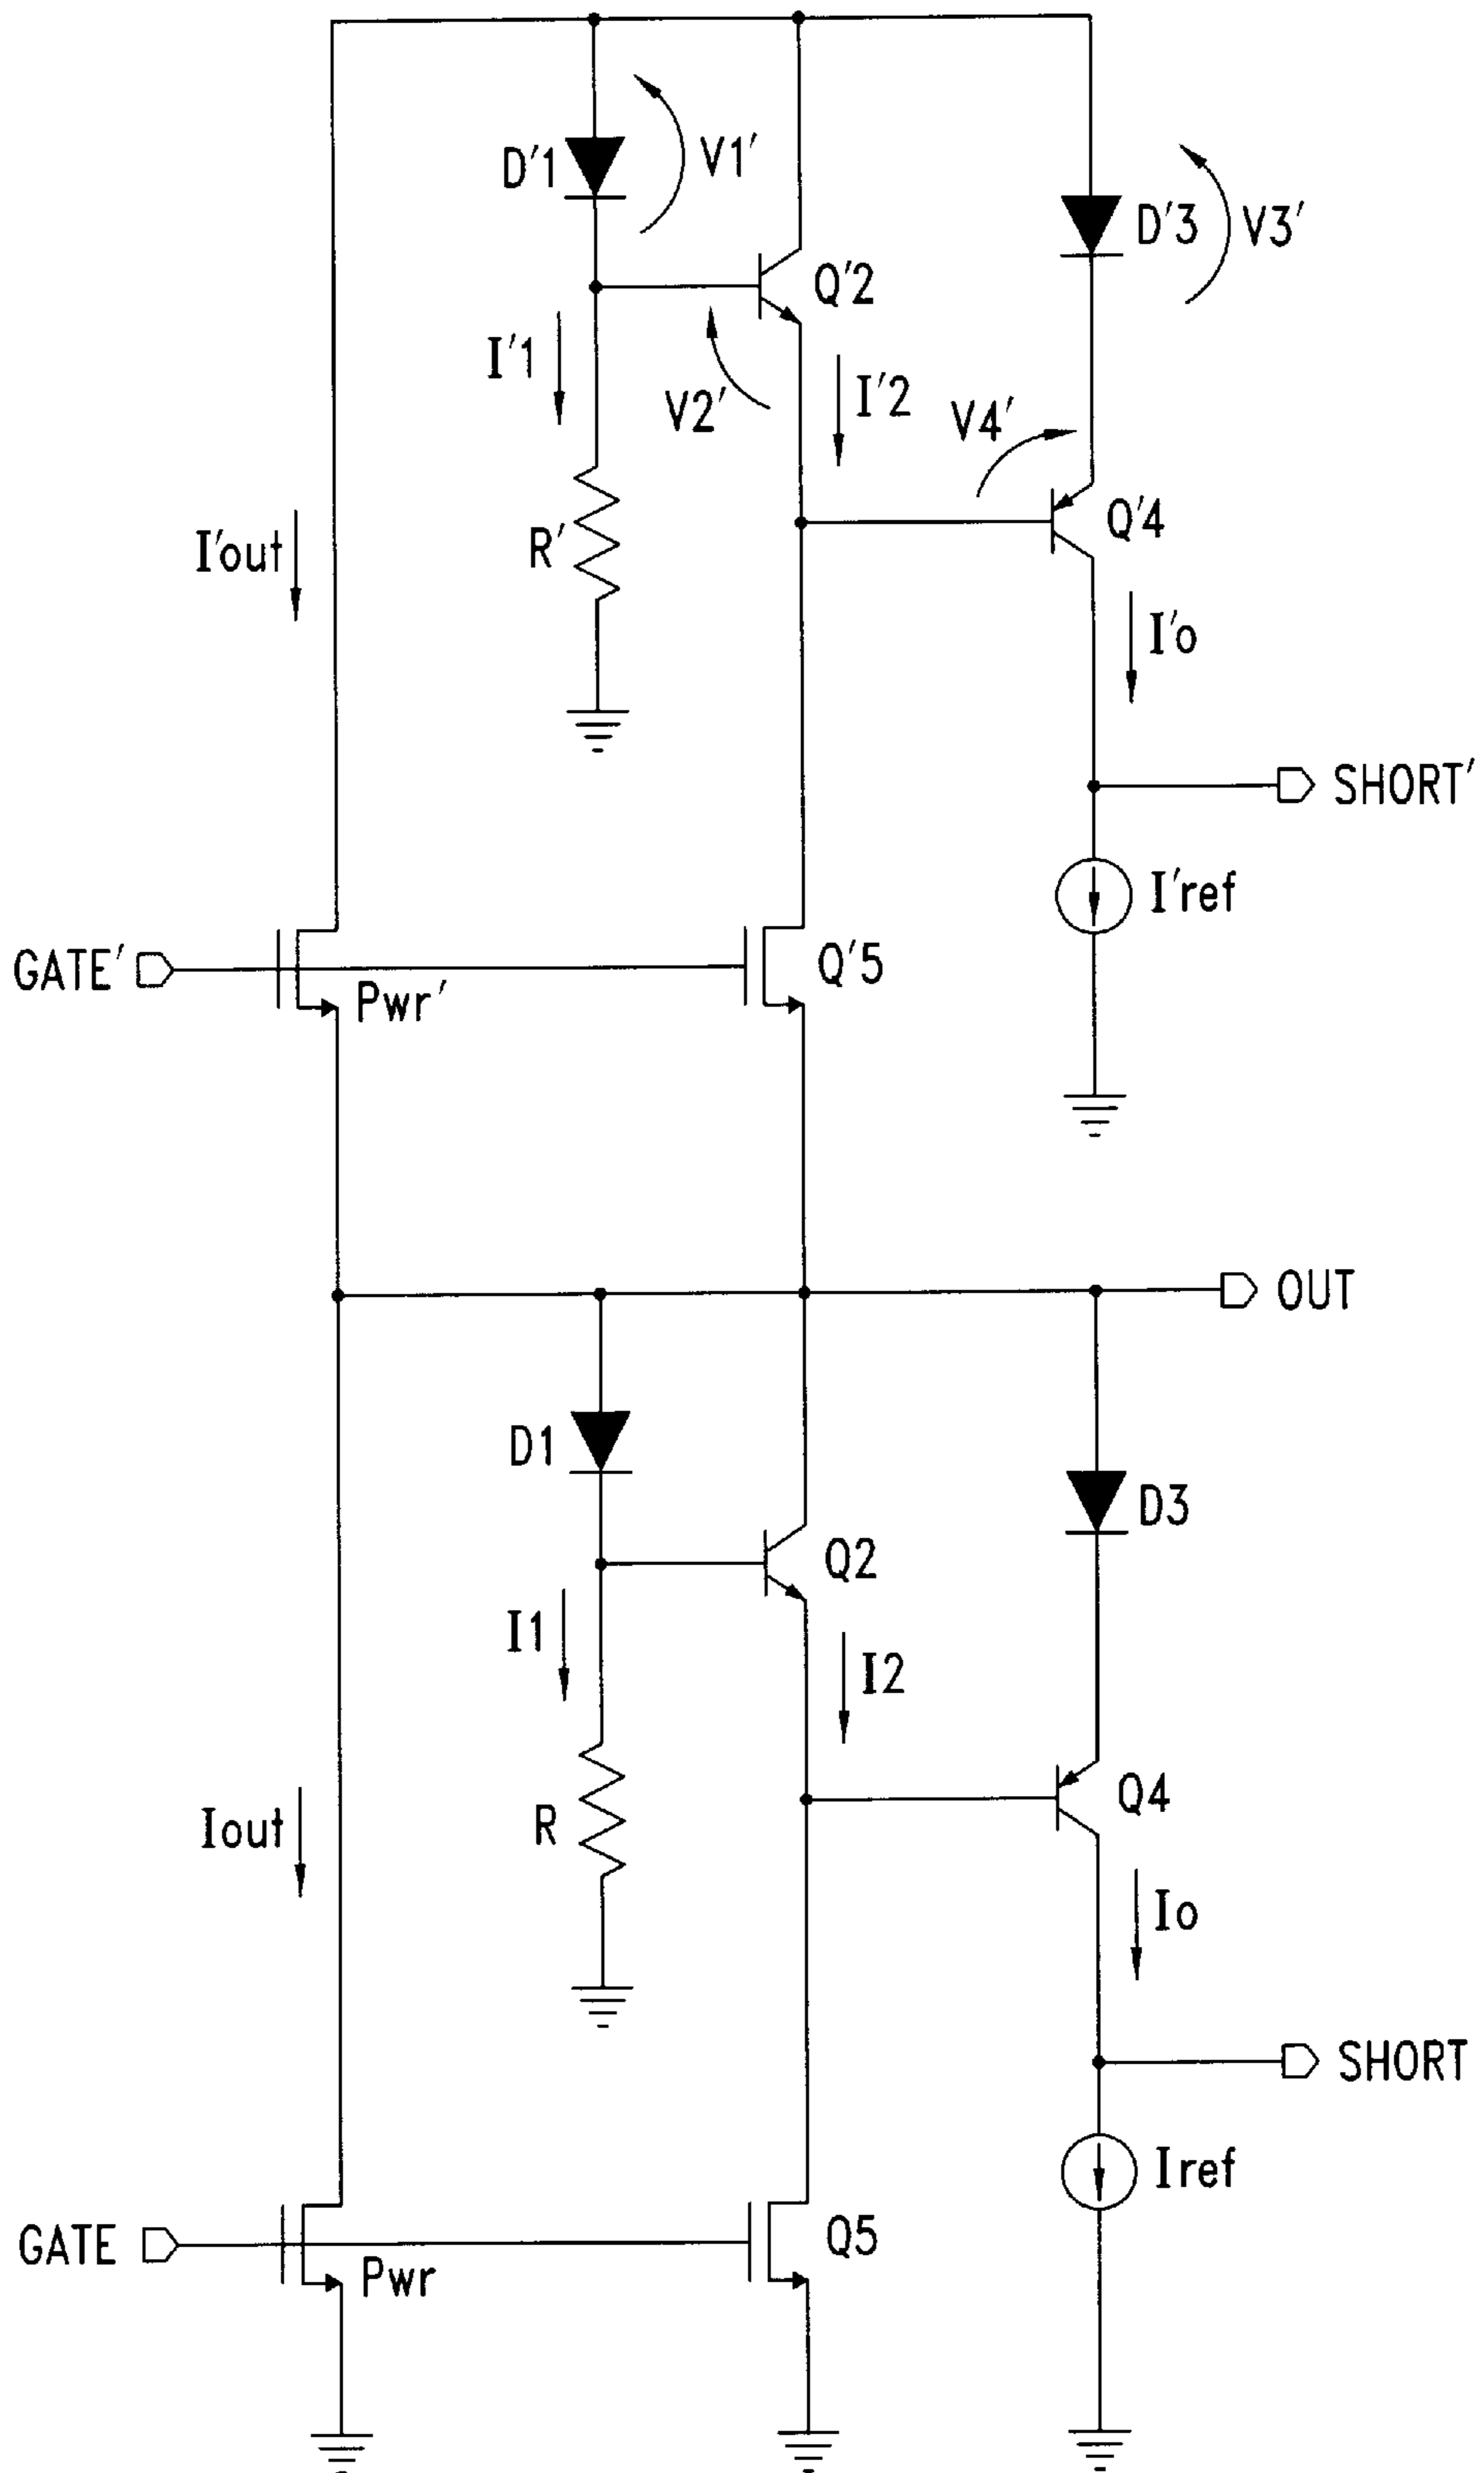 D'1
V1'
D'3
V3'
Q'2
I'1
V2'
I'2
V4'
Q'4
I'out
R'
I'o
SHORT'
I'ref
GATE'
Pwr'
Q'5
OUT
D1
D3
Q2
I1
I2
Q4
Iout
R
Io
SHORT
Iref
GATE
Pwr
Q5